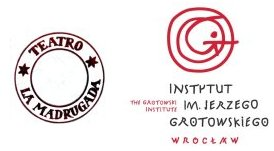 TEATRO
LA MADRUGADA
INSTYTUT
THE GROTOWSKI
INSTITUTE
IM. JERZEGO
GROTOWSKIEGO
WROCŁAW